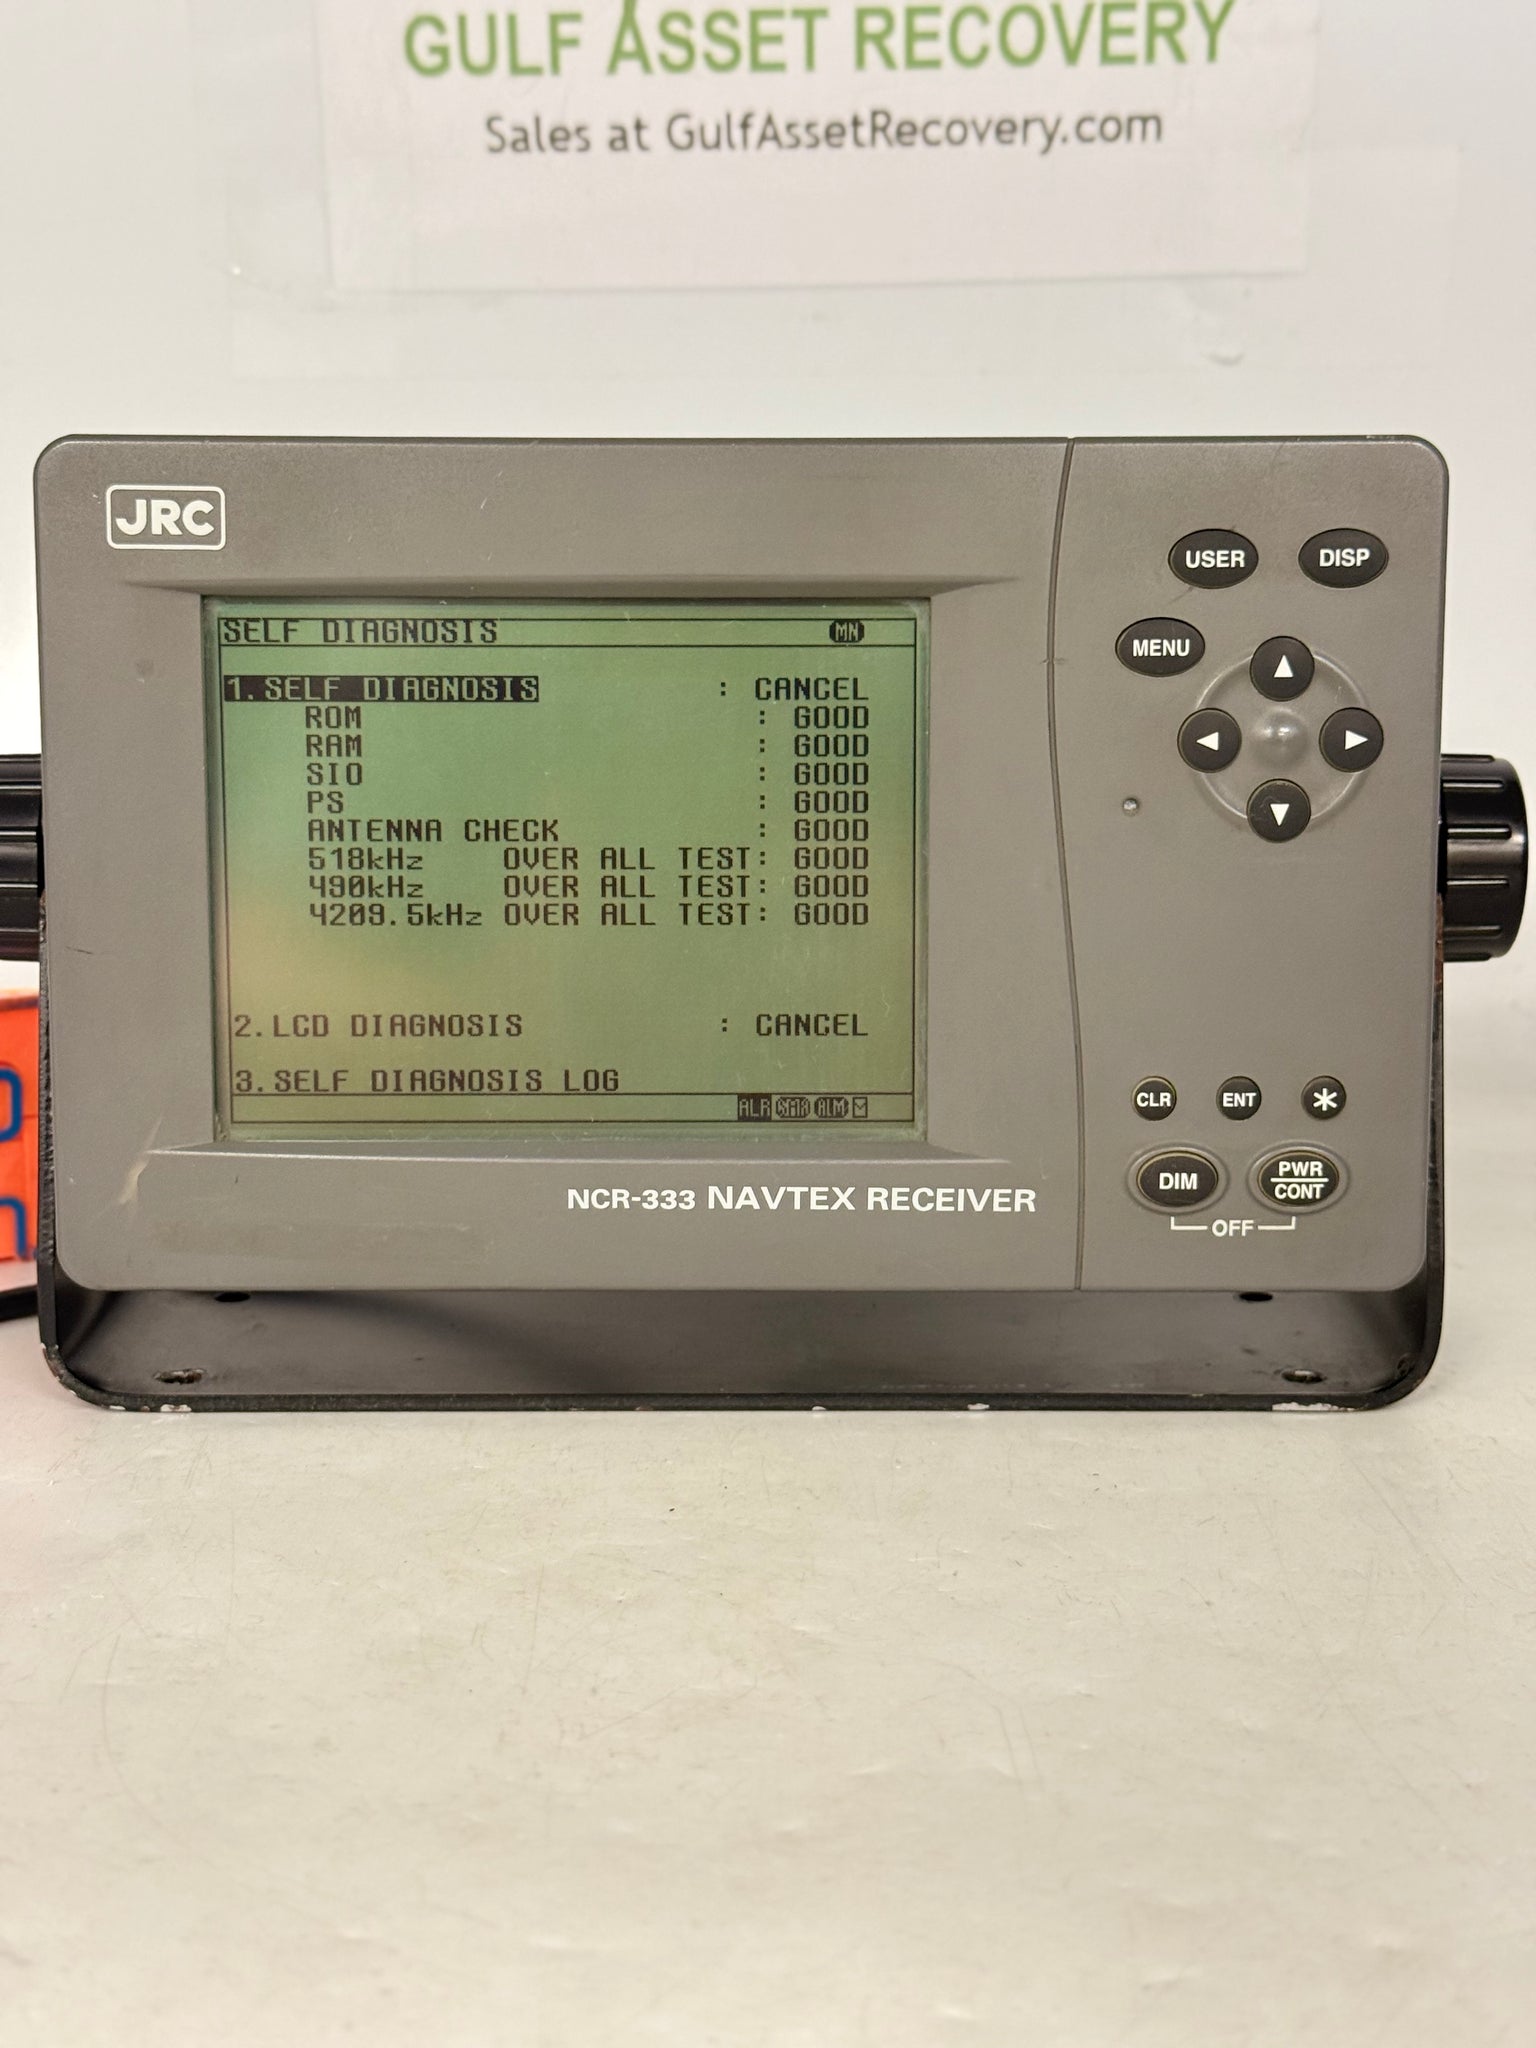 GULF ASSET RECOVERY
Sales at GulfAssetRecovery.com
JRC
USER DISP
MENU
SELF DIAGNOSIS MN
1.SELF DIAGNOSIS : CANCEL
ROM : GOOD
RAM : GOOD
SIO : GOOD
PS : GOOD
ANTENNA CHECK : GOOD
518kHz OVER ALL TEST: GOOD
490kHz OVER ALL TEST: GOOD
4209.5kHz OVER ALL TEST: GOOD
2.LCD DIAGNOSIS : CANCEL
3.SELF DIAGNOSIS LOG
ALR ALM
CLR ENT *
DIM PWR
CONT
OFF
NCR-333 NAVTEX RECEIVER